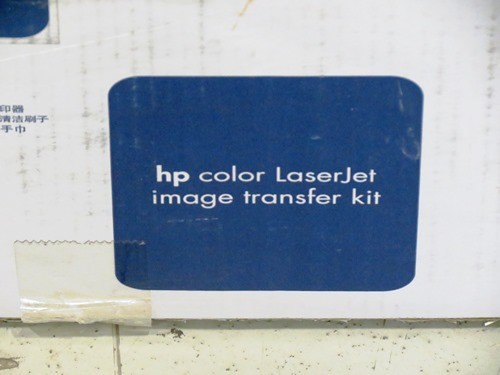 印器
清洁刷子
手巾
hp color LaserJet
image transfer kit